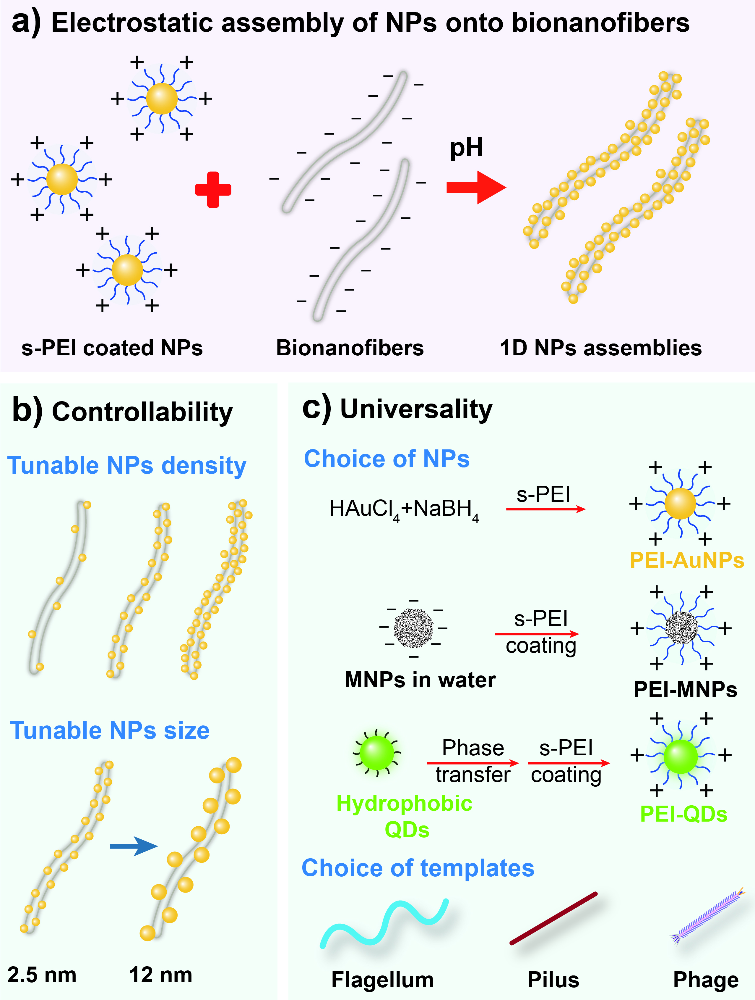 a) Electrostatic assembly of NPs onto bionanofibers
pH
s-PEI coated NPs
Bionanofibers
1D NPs assemblies
b) Controllability
Tunable NPs density
Tunable NPs size
2.5 nm
12 nm
c) Universality
Choice of NPs
HAuCl4+NaBH4
s-PEI
PEI-AuNPs
MNPs in water
s-PEI
coating
PEI-MNPs
Hydrophobic
QDs
Phase
transfer
s-PEI
coating
PEI-QDs
Choice of templates
Flagellum
Pilus
Phage